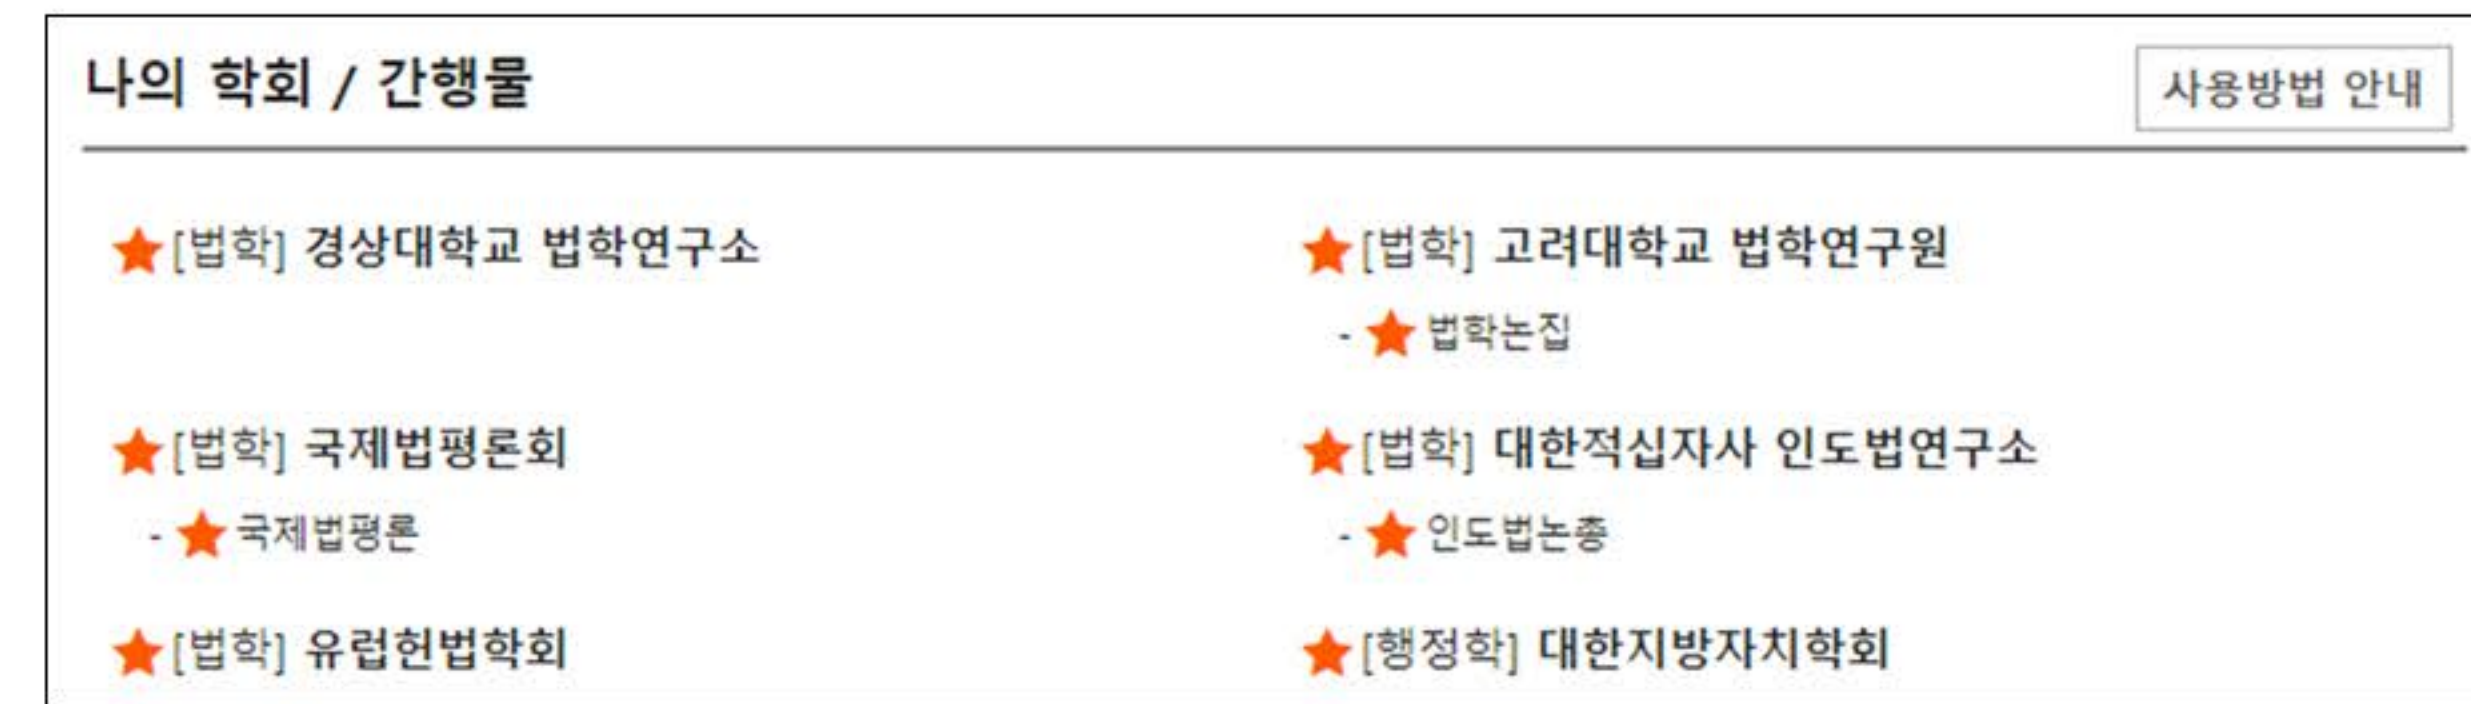 나의 학회 / 간행물
사용방법 안내
[법학] 경상대학교 법학연구소
[법학] 고려대학교 법학연구원
- 법학논집
[법학] 국제법평론회
- 국제법평론
[법학] 대한적십자사 인도법연구소
- 인도법논총
[법학] 유럽헌법학회
[행정학] 대한지방자치학회